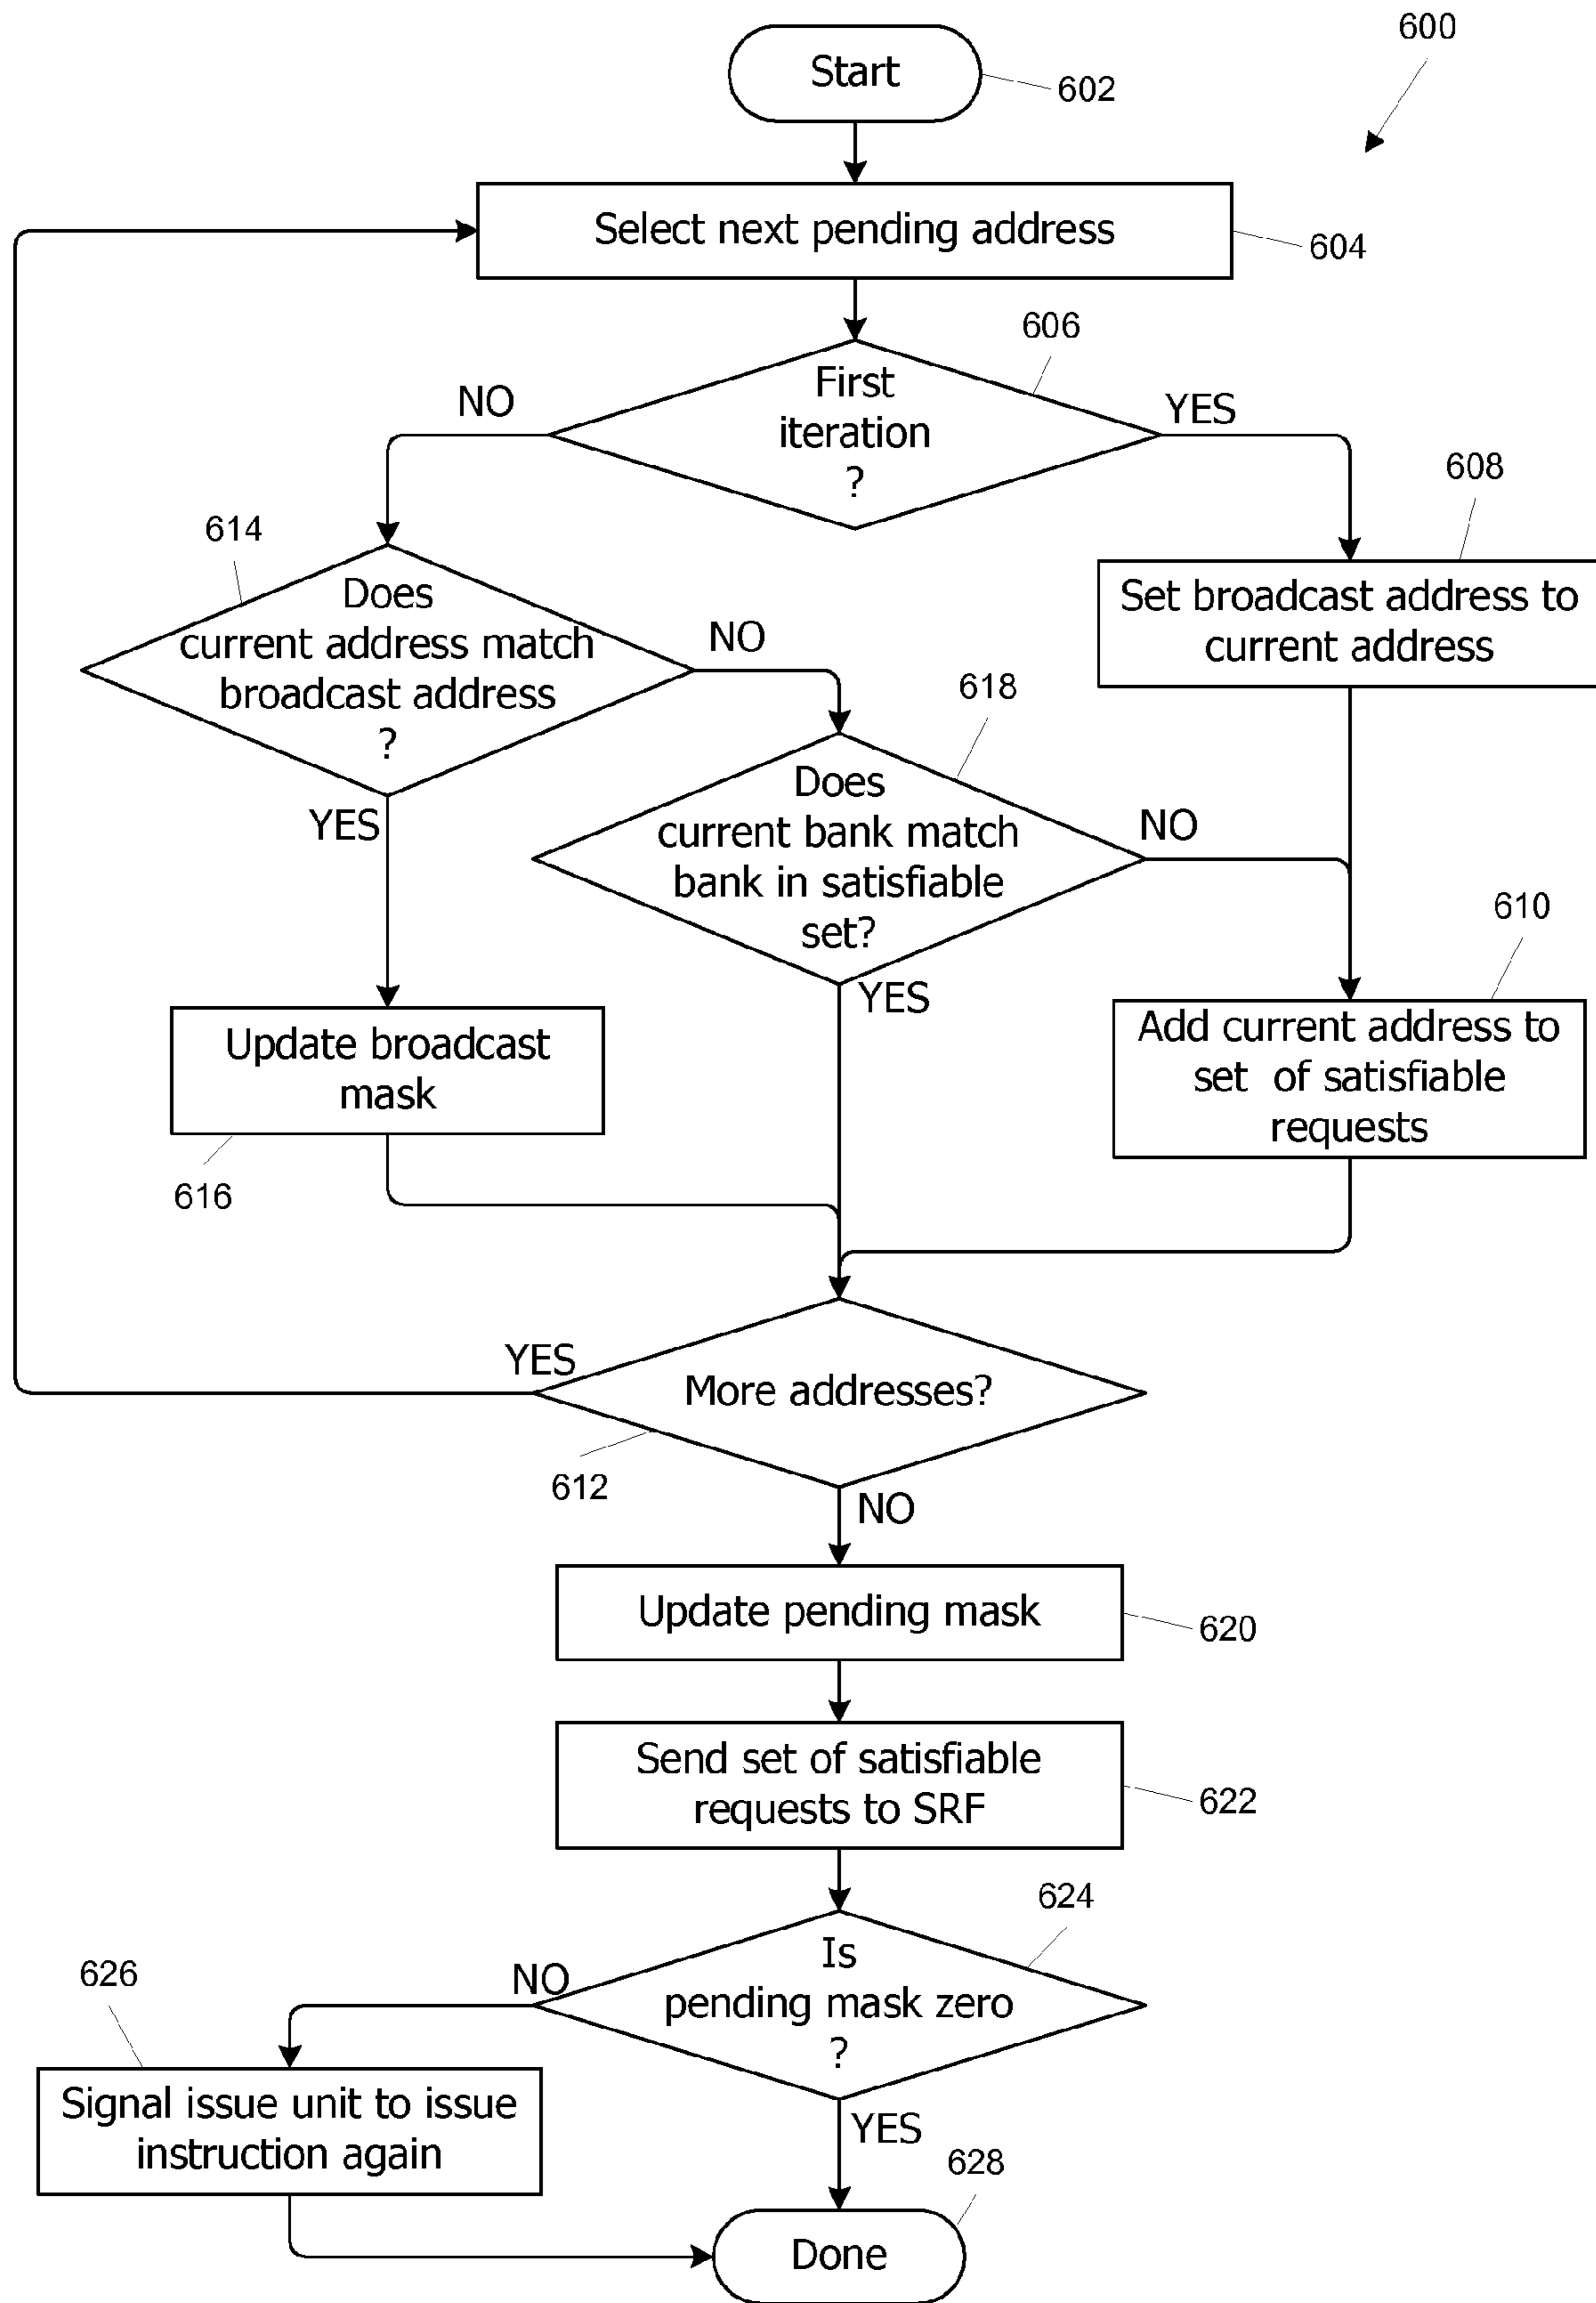 600
Start
602
Select next pending address
604
606
First
iteration
?
NO
YES
608
Set broadcast address to
current address
614
Does
current address match
broadcast address
?
NO
YES
618
Does
current bank match
bank in satisfiable
set?
NO
YES
610
Add current address to
set of satisfiable
requests
Update broadcast
mask
616
YES
More addresses?
612
NO
Update pending mask
620
Send set of satisfiable
requests to SRF
622
624
Is
pending mask zero
?
NO
YES
626
Signal issue unit to issue
instruction again
628
Done